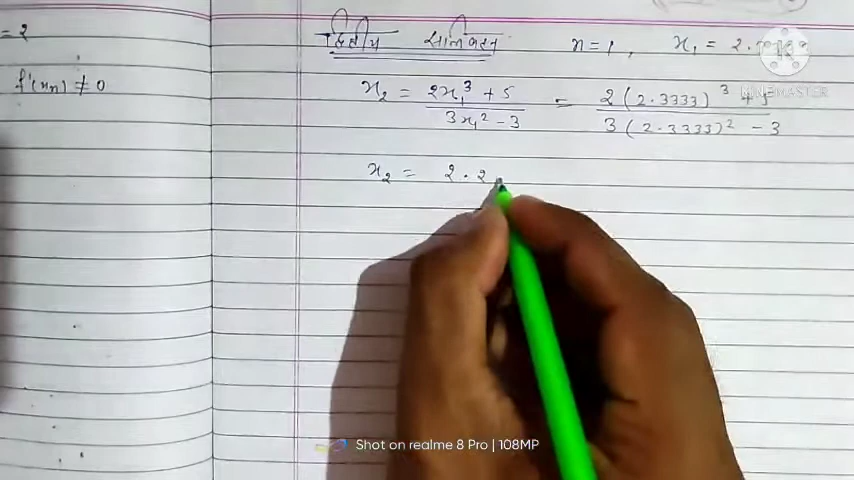 = 2
f'(xₙ) ≠ 0
द्वितीय सन्निकटन n = 1 , x₁ = 2.3333
x₂ = (2x₁³ + 5)/(3x₁² - 3) = (2(2.3333)³ + 5)/(3(2.3333)² - 3)
x₂ = 2.2
KINEMASTER
Shot on realme 8 Pro | 108MP